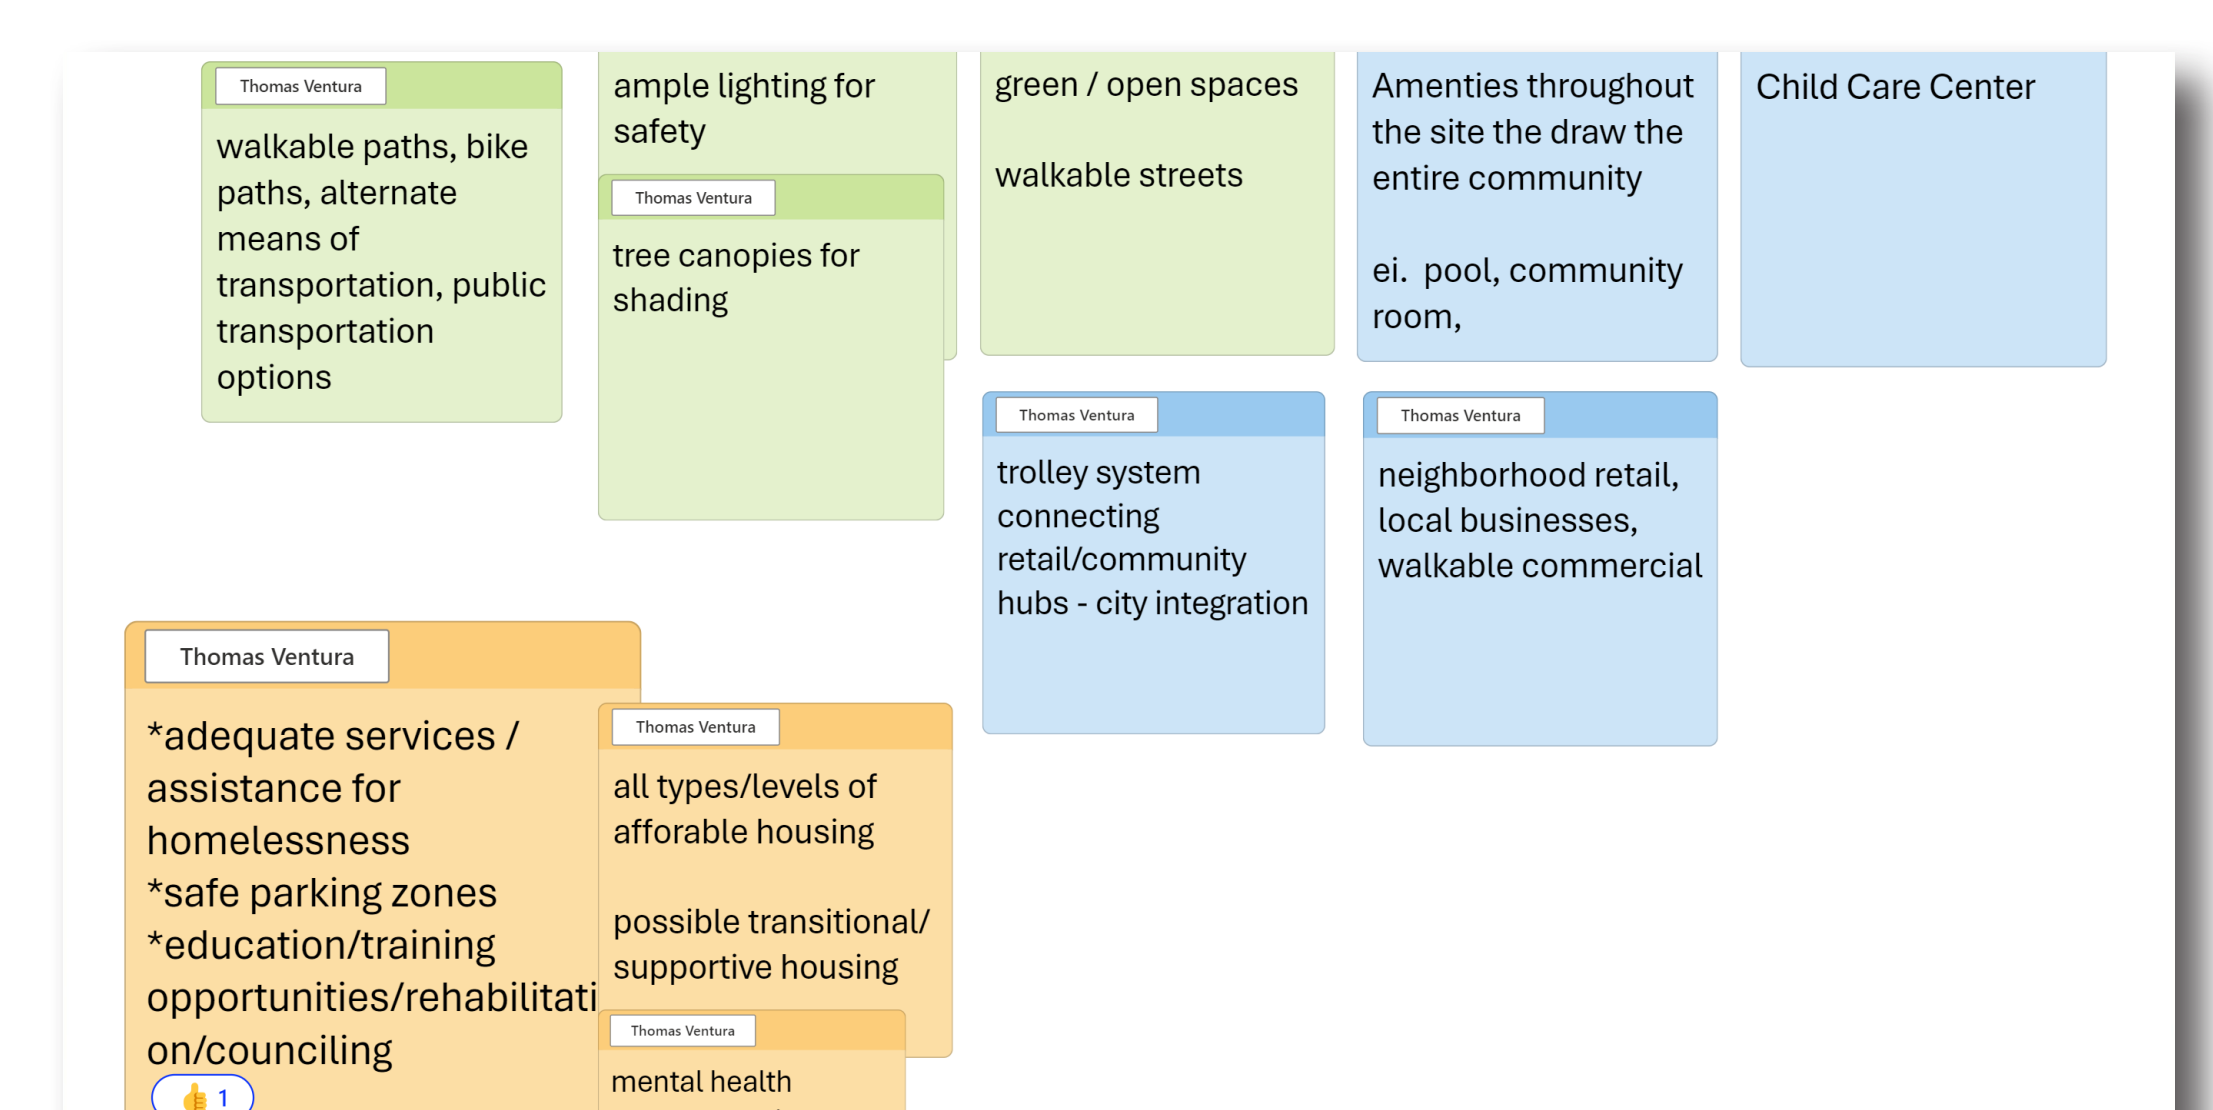 Thomas Ventura
walkable paths, bike
paths, alternate
means of
transportation, public
transportation
options
ample lighting for
safety
Thomas Ventura
tree canopies for
shading
green / open spaces
walkable streets
Amenties throughout
the site the draw the
entire community
ei.  pool, community
room,
Child Care Center
Thomas Ventura
trolley system
connecting
retail/community
hubs - city integration
Thomas Ventura
neighborhood retail,
local businesses,
walkable commercial
Thomas Ventura
*adequate services /
assistance for
homelessness
*safe parking zones
*education/training
opportunities/rehabilitati
on/counciling
👍 1
Thomas Ventura
all types/levels of
afforable housing
possible transitional/
supportive housing
Thomas Ventura
mental health